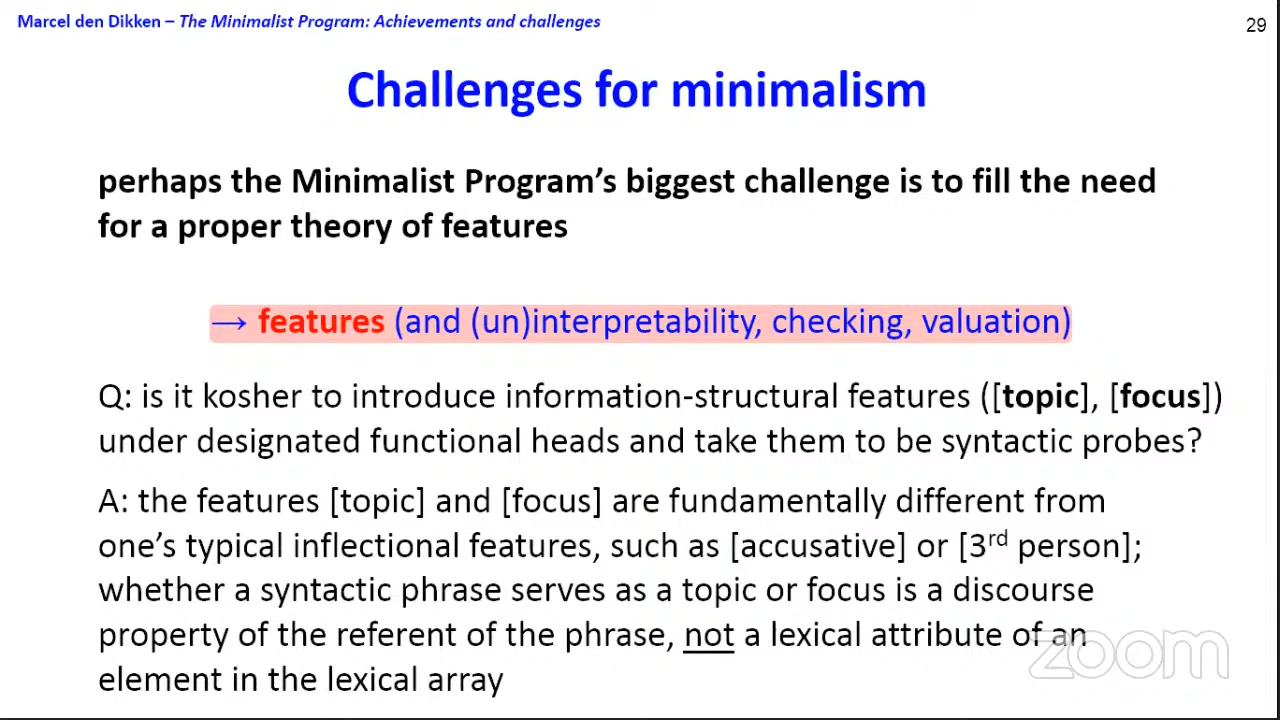 Marcel den Dikken – The Minimalist Program: Achievements and challenges
29
Challenges for minimalism
perhaps the Minimalist Program’s biggest challenge is to fill the need
for a proper theory of features
→ features (and (un)interpretability, checking, valuation)
Q: is it kosher to introduce information-structural features ([topic], [focus])
under designated functional heads and take them to be syntactic probes?
A: the features [topic] and [focus] are fundamentally different from
one’s typical inflectional features, such as [accusative] or [3rd person];
whether a syntactic phrase serves as a topic or focus is a discourse
property of the referent of the phrase, not a lexical attribute of an
element in the lexical array
zoom